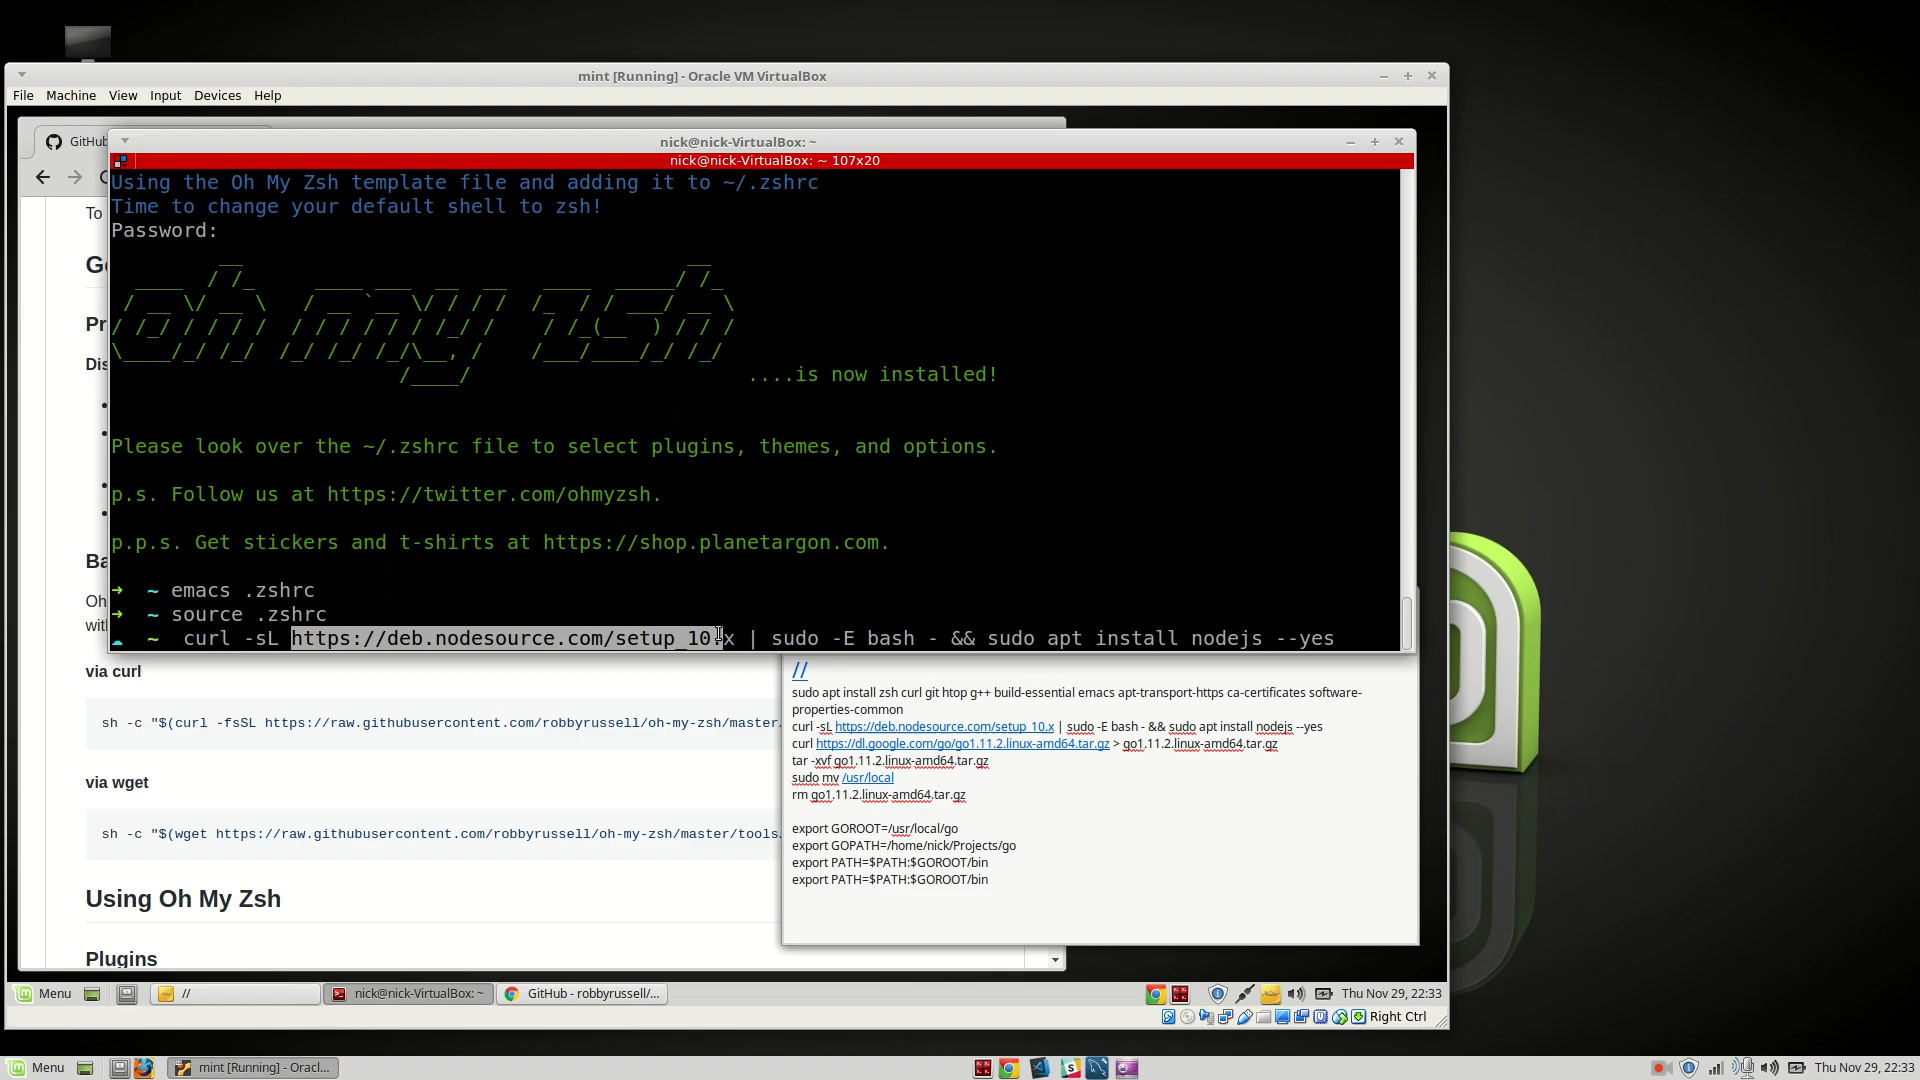 mint [Running] - Oracle VM VirtualBox
File Machine View Input Devices Help
GitHub
nick@nick-VirtualBox: ~
nick@nick-VirtualBox: ~ 107x20
Using the Oh My Zsh template file and adding it to ~/.zshrc
Time to change your default shell to zsh!
Password:
....is now installed!
Please look over the ~/.zshrc file to select plugins, themes, and options.
p.s. Follow us at https://twitter.com/ohmyzsh.
p.p.s. Get stickers and t-shirts at https://shop.planetargon.com.
➜ ~ emacs .zshrc
➜ ~ source .zshrc
☁ ~ curl -sL https://deb.nodesource.com/setup_10.x | sudo -E bash - && sudo apt install nodejs --yes
To
Ge
Pr
Dis
Ba
Oh
with
via curl
sh -c "$(curl -fsSL https://raw.githubusercontent.com/robbyrussell/oh-my-zsh/master/
via wget
sh -c "$(wget https://raw.githubusercontent.com/robbyrussell/oh-my-zsh/master/tools/
Using Oh My Zsh
Plugins
//
sudo apt install zsh curl git htop g++ build-essential emacs apt-transport-https ca-certificates software-
properties-common
curl -sL https://deb.nodesource.com/setup_10.x | sudo -E bash - && sudo apt install nodejs --yes
curl https://dl.google.com/go/go1.11.2.linux-amd64.tar.gz > go1.11.2.linux-amd64.tar.gz
tar -xvf go1.11.2.linux-amd64.tar.gz
sudo mv /usr/local
rm go1.11.2.linux-amd64.tar.gz
export GOROOT=/usr/local/go
export GOPATH=/home/nick/Projects/go
export PATH=$PATH:$GOROOT/bin
export PATH=$PATH:$GOROOT/bin
Menu // nick@nick-VirtualBox: ~ GitHub - robbyrussell/... Thu Nov 29, 22:33
Right Ctrl
Menu mint [Running] - Oracl... Thu Nov 29, 22:33